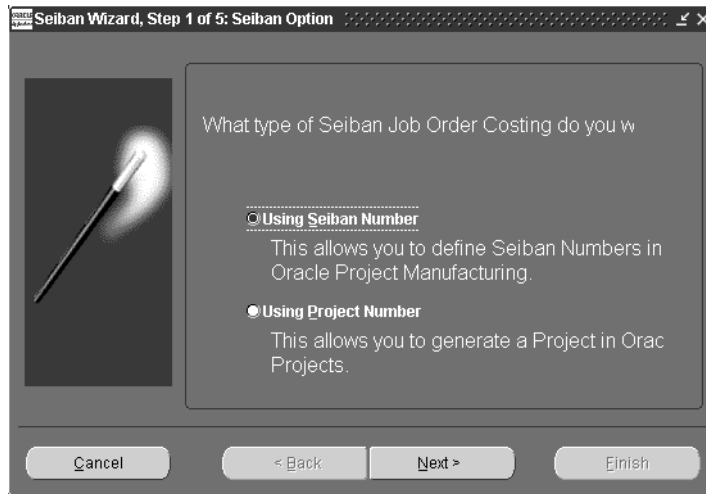 Seiban Wizard, Step 1 of 5: Seiban Option
What type of Seiban Job Order Costing do you w
Using Seiban Number
This allows you to define Seiban Numbers in
Oracle Project Manufacturing.
Using Project Number
This allows you to generate a Project in Orac
Projects.
Cancel
< Back
Next >
Finish